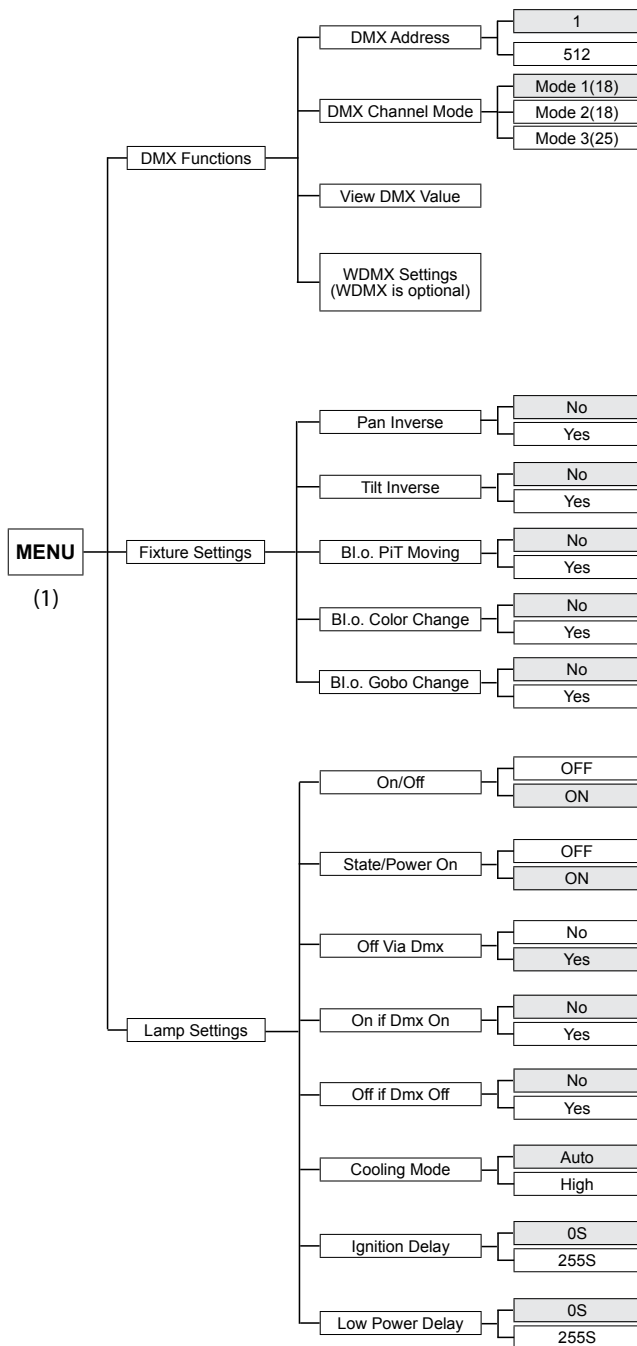 MENU
(1)
DMX Functions
DMX Address
1
512
DMX Channel Mode
Mode 1(18)
Mode 2(18)
Mode 3(25)
View DMX Value
WDMX Settings
(WDMX is optional)
Fixture Settings
Pan Inverse
No
Yes
Tilt Inverse
No
Yes
BI.o. PiT Moving
No
Yes
BI.o. Color Change
No
Yes
BI.o. Gobo Change
No
Yes
Lamp Settings
On/Off
OFF
ON
State/Power On
OFF
ON
Off Via Dmx
No
Yes
On if Dmx On
No
Yes
Off if Dmx Off
No
Yes
Cooling Mode
Auto
High
Ignition Delay
0S
255S
Low Power Delay
0S
255S